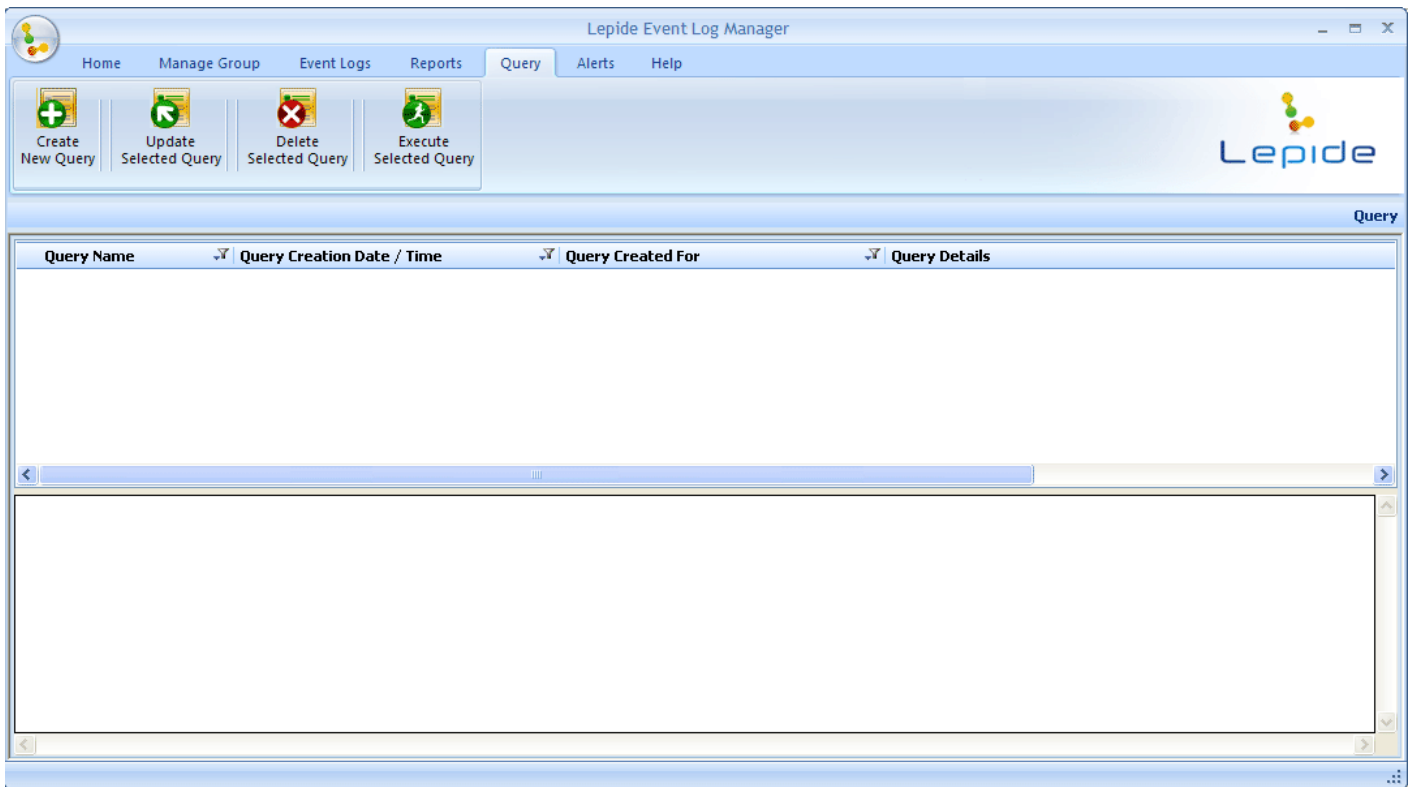 Lepide Event Log Manager
Home Manage Group Event Logs Reports Query Alerts Help
Create New Query
Update Selected Query
Delete Selected Query
Execute Selected Query
Lepide
Query
Query Name Query Creation Date / Time Query Created For Query Details